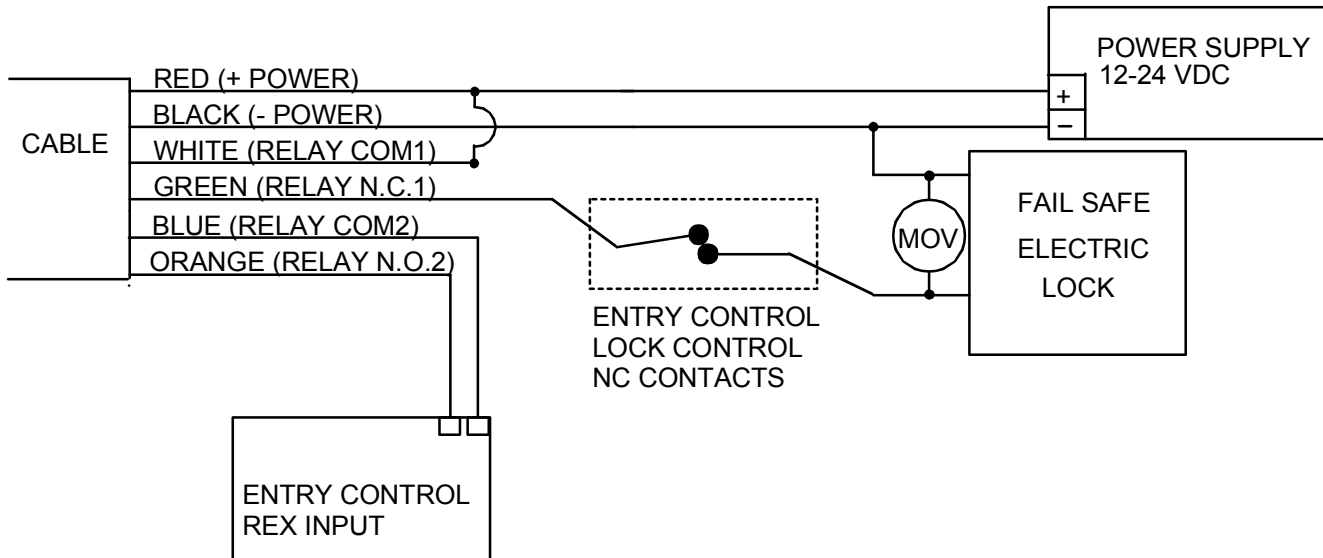 RED (+ POWER)
BLACK (- POWER)
CABLE
WHITE (RELAY COM1)
GREEN (RELAY N.C.1)
BLUE (RELAY COM2)
ORANGE (RELAY N.O.2)
POWER SUPPLY
12-24 VDC
+
−
MOV
FAIL SAFE
ELECTRIC
LOCK
ENTRY CONTROL
LOCK CONTROL
NC CONTACTS
ENTRY CONTROL
REX INPUT